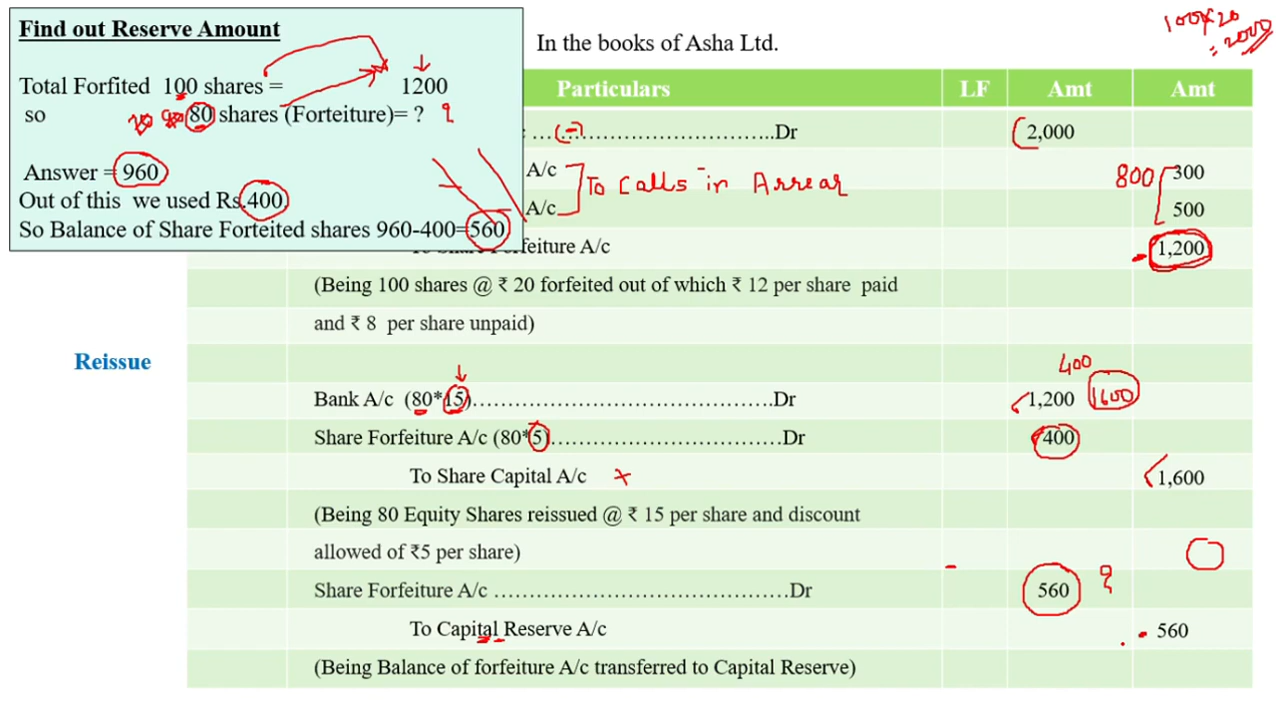 Find out Reserve Amount
Total Forfited 100 shares = 1200
so 80 shares (Forteiture)= ? ?
Answer = 960
Out of this we used Rs.400
So Balance of Share Forteited shares 960-400=560
In the books of Asha Ltd.
100×20
=2000
Particulars LF Amt Amt
(-)………………………..Dr 2,000
A/c 300
To Calls in Arrear 800
A/c 500
feiture A/c 1,200
(Being 100 shares @ ₹ 20 forfeited out of which ₹ 12 per share paid
and ₹ 8 per share unpaid)
Reissue
400
Bank A/c (80*15)…………………………………….Dr 1,200 1600
Share Forfeiture A/c (80*5)……………………………Dr 400
To Share Capital A/c 1,600
(Being 80 Equity Shares reissued @ ₹ 15 per share and discount
allowed of ₹5 per share)
Share Forfeiture A/c ……………………………………Dr 560 ?
To Capital Reserve A/c 560
(Being Balance of forfeiture A/c transferred to Capital Reserve)